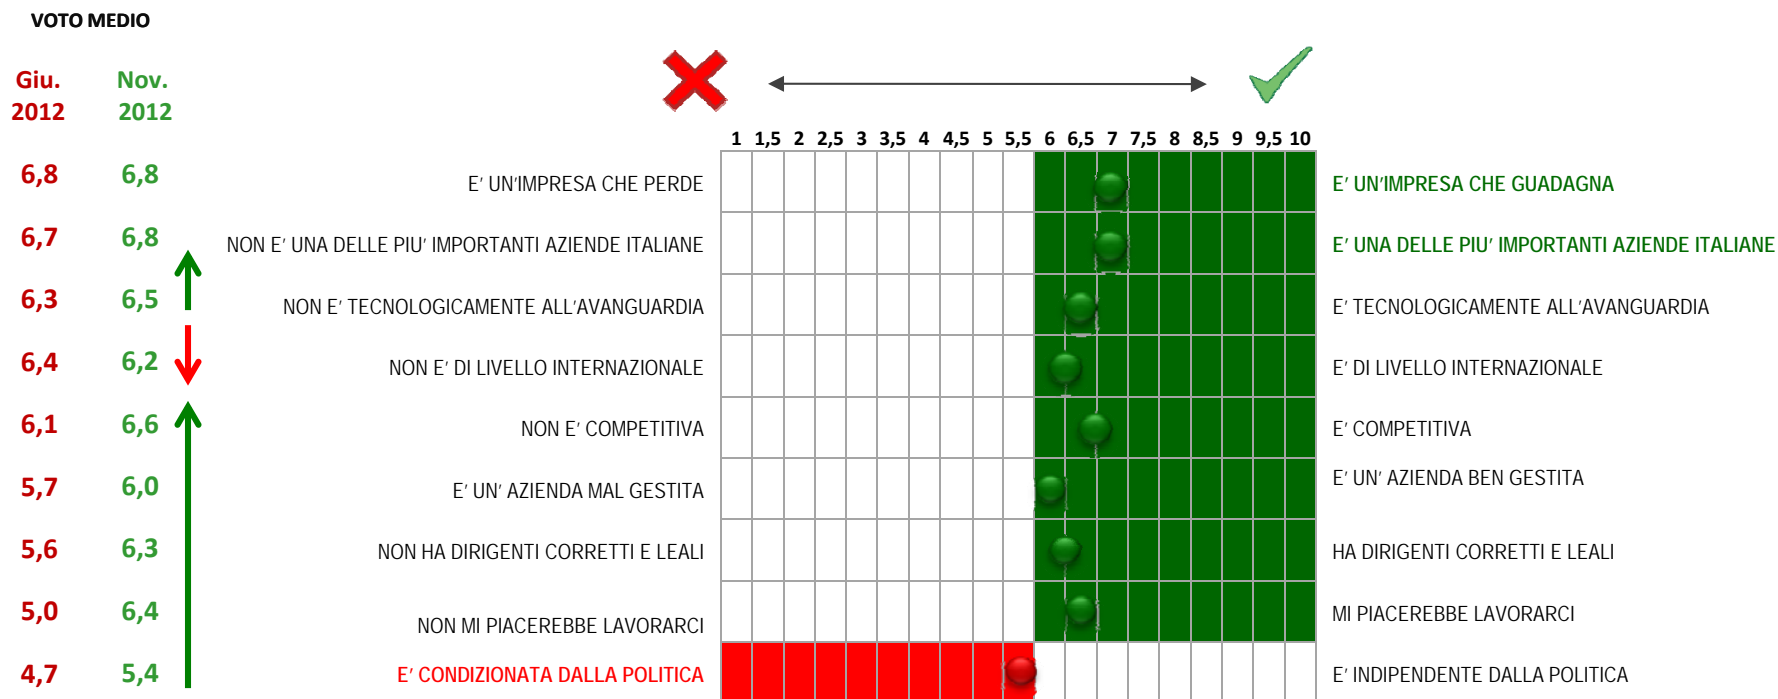 VOTO MEDIO
Giu. Nov.
2012 2012
1 1,5 2 2,5 3 3,5 4 4,5 5 5,5 6 6,5 7 7,5 8 8,5 9 9,5 10
6,8 6,8 E' UN'IMPRESA CHE PERDE E' UN'IMPRESA CHE GUADAGNA
6,7 6,8 NON E' UNA DELLE PIU' IMPORTANTI AZIENDE ITALIANE E' UNA DELLE PIU' IMPORTANTI AZIENDE ITALIANE
6,3 6,5 NON E' TECNOLOGICAMENTE ALL'AVANGUARDIA E' TECNOLOGICAMENTE ALL'AVANGUARDIA
6,4 6,2 NON E' DI LIVELLO INTERNAZIONALE E' DI LIVELLO INTERNAZIONALE
6,1 6,6 NON E' COMPETITIVA E' COMPETITIVA
5,7 6,0 E' UN' AZIENDA MAL GESTITA E' UN' AZIENDA BEN GESTITA
5,6 6,3 NON HA DIRIGENTI CORRETTI E LEALI HA DIRIGENTI CORRETTI E LEALI
5,0 6,4 NON MI PIACEREBBE LAVORARCI MI PIACEREBBE LAVORARCI
4,7 5,4 E' CONDIZIONATA DALLA POLITICA E' INDIPENDENTE DALLA POLITICA